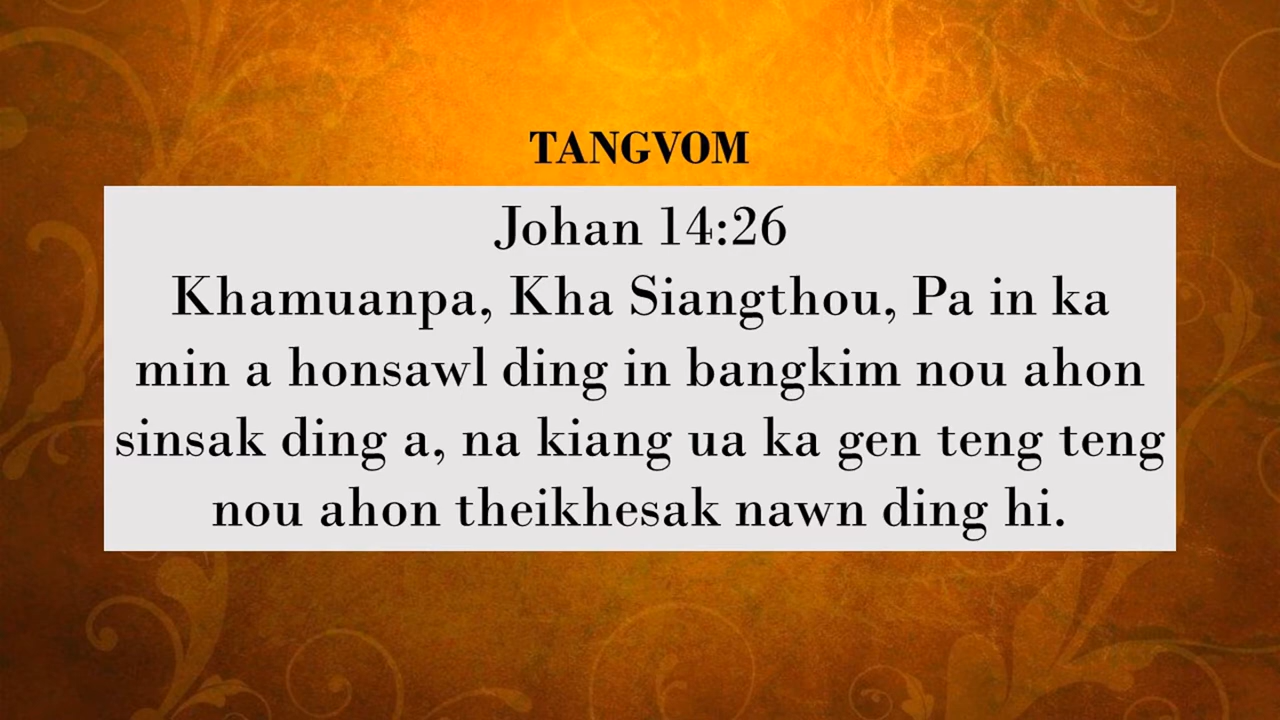 TANGVOM
Johan 14:26
Khamuanpa, Kha Siangthou, Pa in ka
min a honsawl ding in bangkim nou ahon
sinsak ding a, na kiang ua ka gen teng teng
nou ahon theikhesak nawn ding hi.